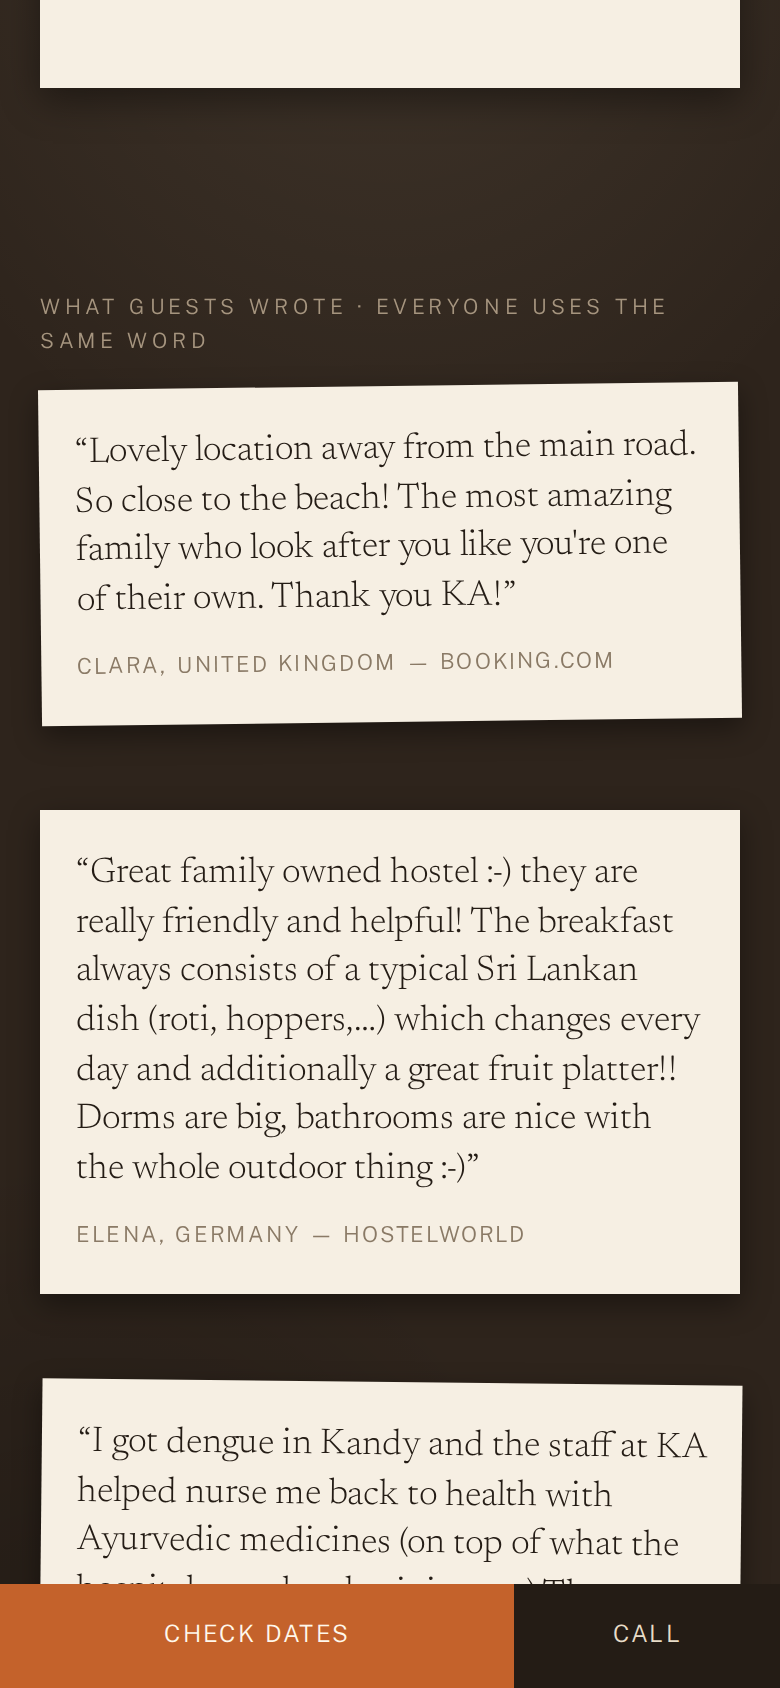 WHAT GUESTS WROTE · EVERYONE USES THE
SAME WORD
“Lovely location away from the main road.
So close to the beach! The most amazing
family who look after you like you're one
of their own. Thank you KA!”
CLARA, UNITED KINGDOM — BOOKING.COM
“Great family owned hostel :-) they are
really friendly and helpful! The breakfast
always consists of a typical Sri Lankan
dish (roti, hoppers,...) which changes every
day and additionally a great fruit platter!!
Dorms are big, bathrooms are nice with
the whole outdoor thing :-)”
ELENA, GERMANY — HOSTELWORLD
“I got dengue in Kandy and the staff at KA
helped nurse me back to health with
Ayurvedic medicines (on top of what the
CHECK DATES
CALL